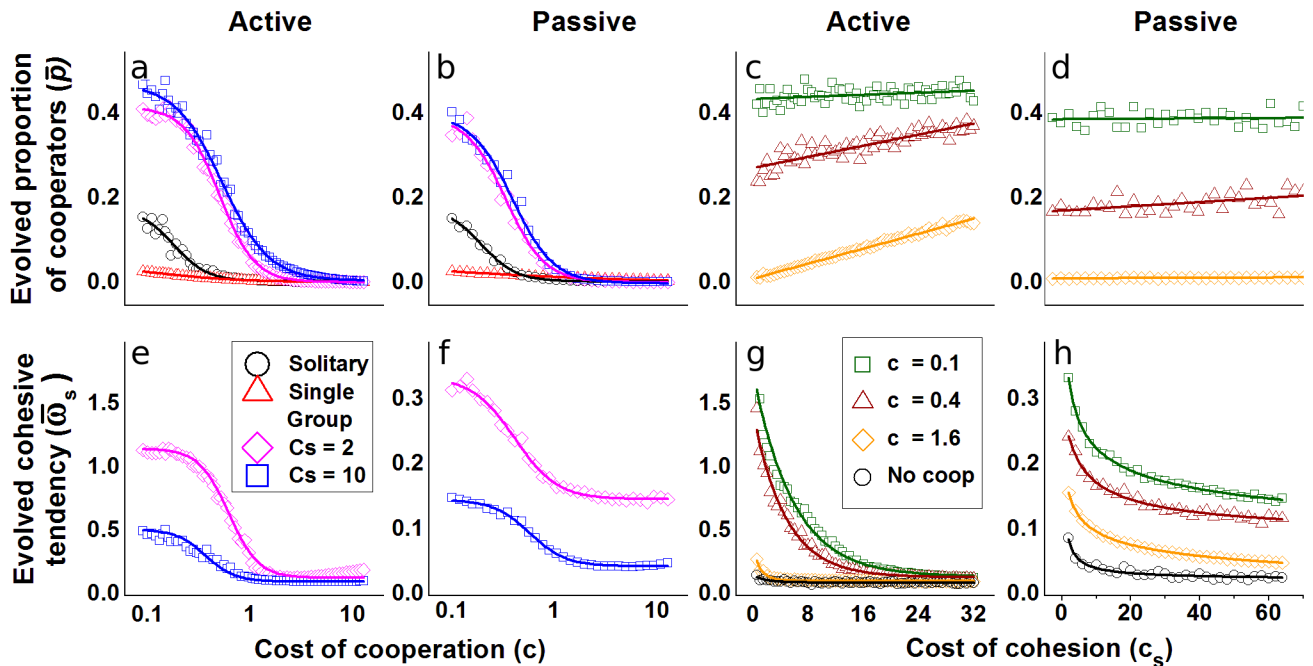 Active Passive Active Passive
Evolved proportion
of cooperators (p̄)
a b c d
0.4 0.4 0.4 0.4
0.2 0.2 0.2 0.2
0.0 0.0 0.0 0.0
Evolved cohesive
tendency (ω̄s)
e f g h
Solitary
Single
Group
Cs = 2
Cs = 10
c = 0.1
c = 0.4
c = 1.6
No coop
1.5 0.3 1.5 0.3
1.0 0.2 1.0 0.2
0.5 0.1 0.5 0.1
0.0 0.0 0.0 0.0
0.1 1 10 0.1 1 10 0 8 16 24 32 0 20 40 60
Cost of cooperation (c) Cost of cohesion (cs)